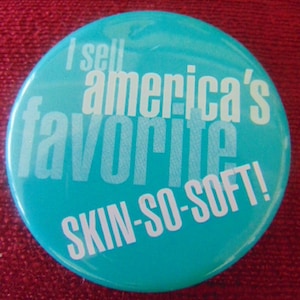 I sell
america's
favorite
SKIN-SO-SOFT!